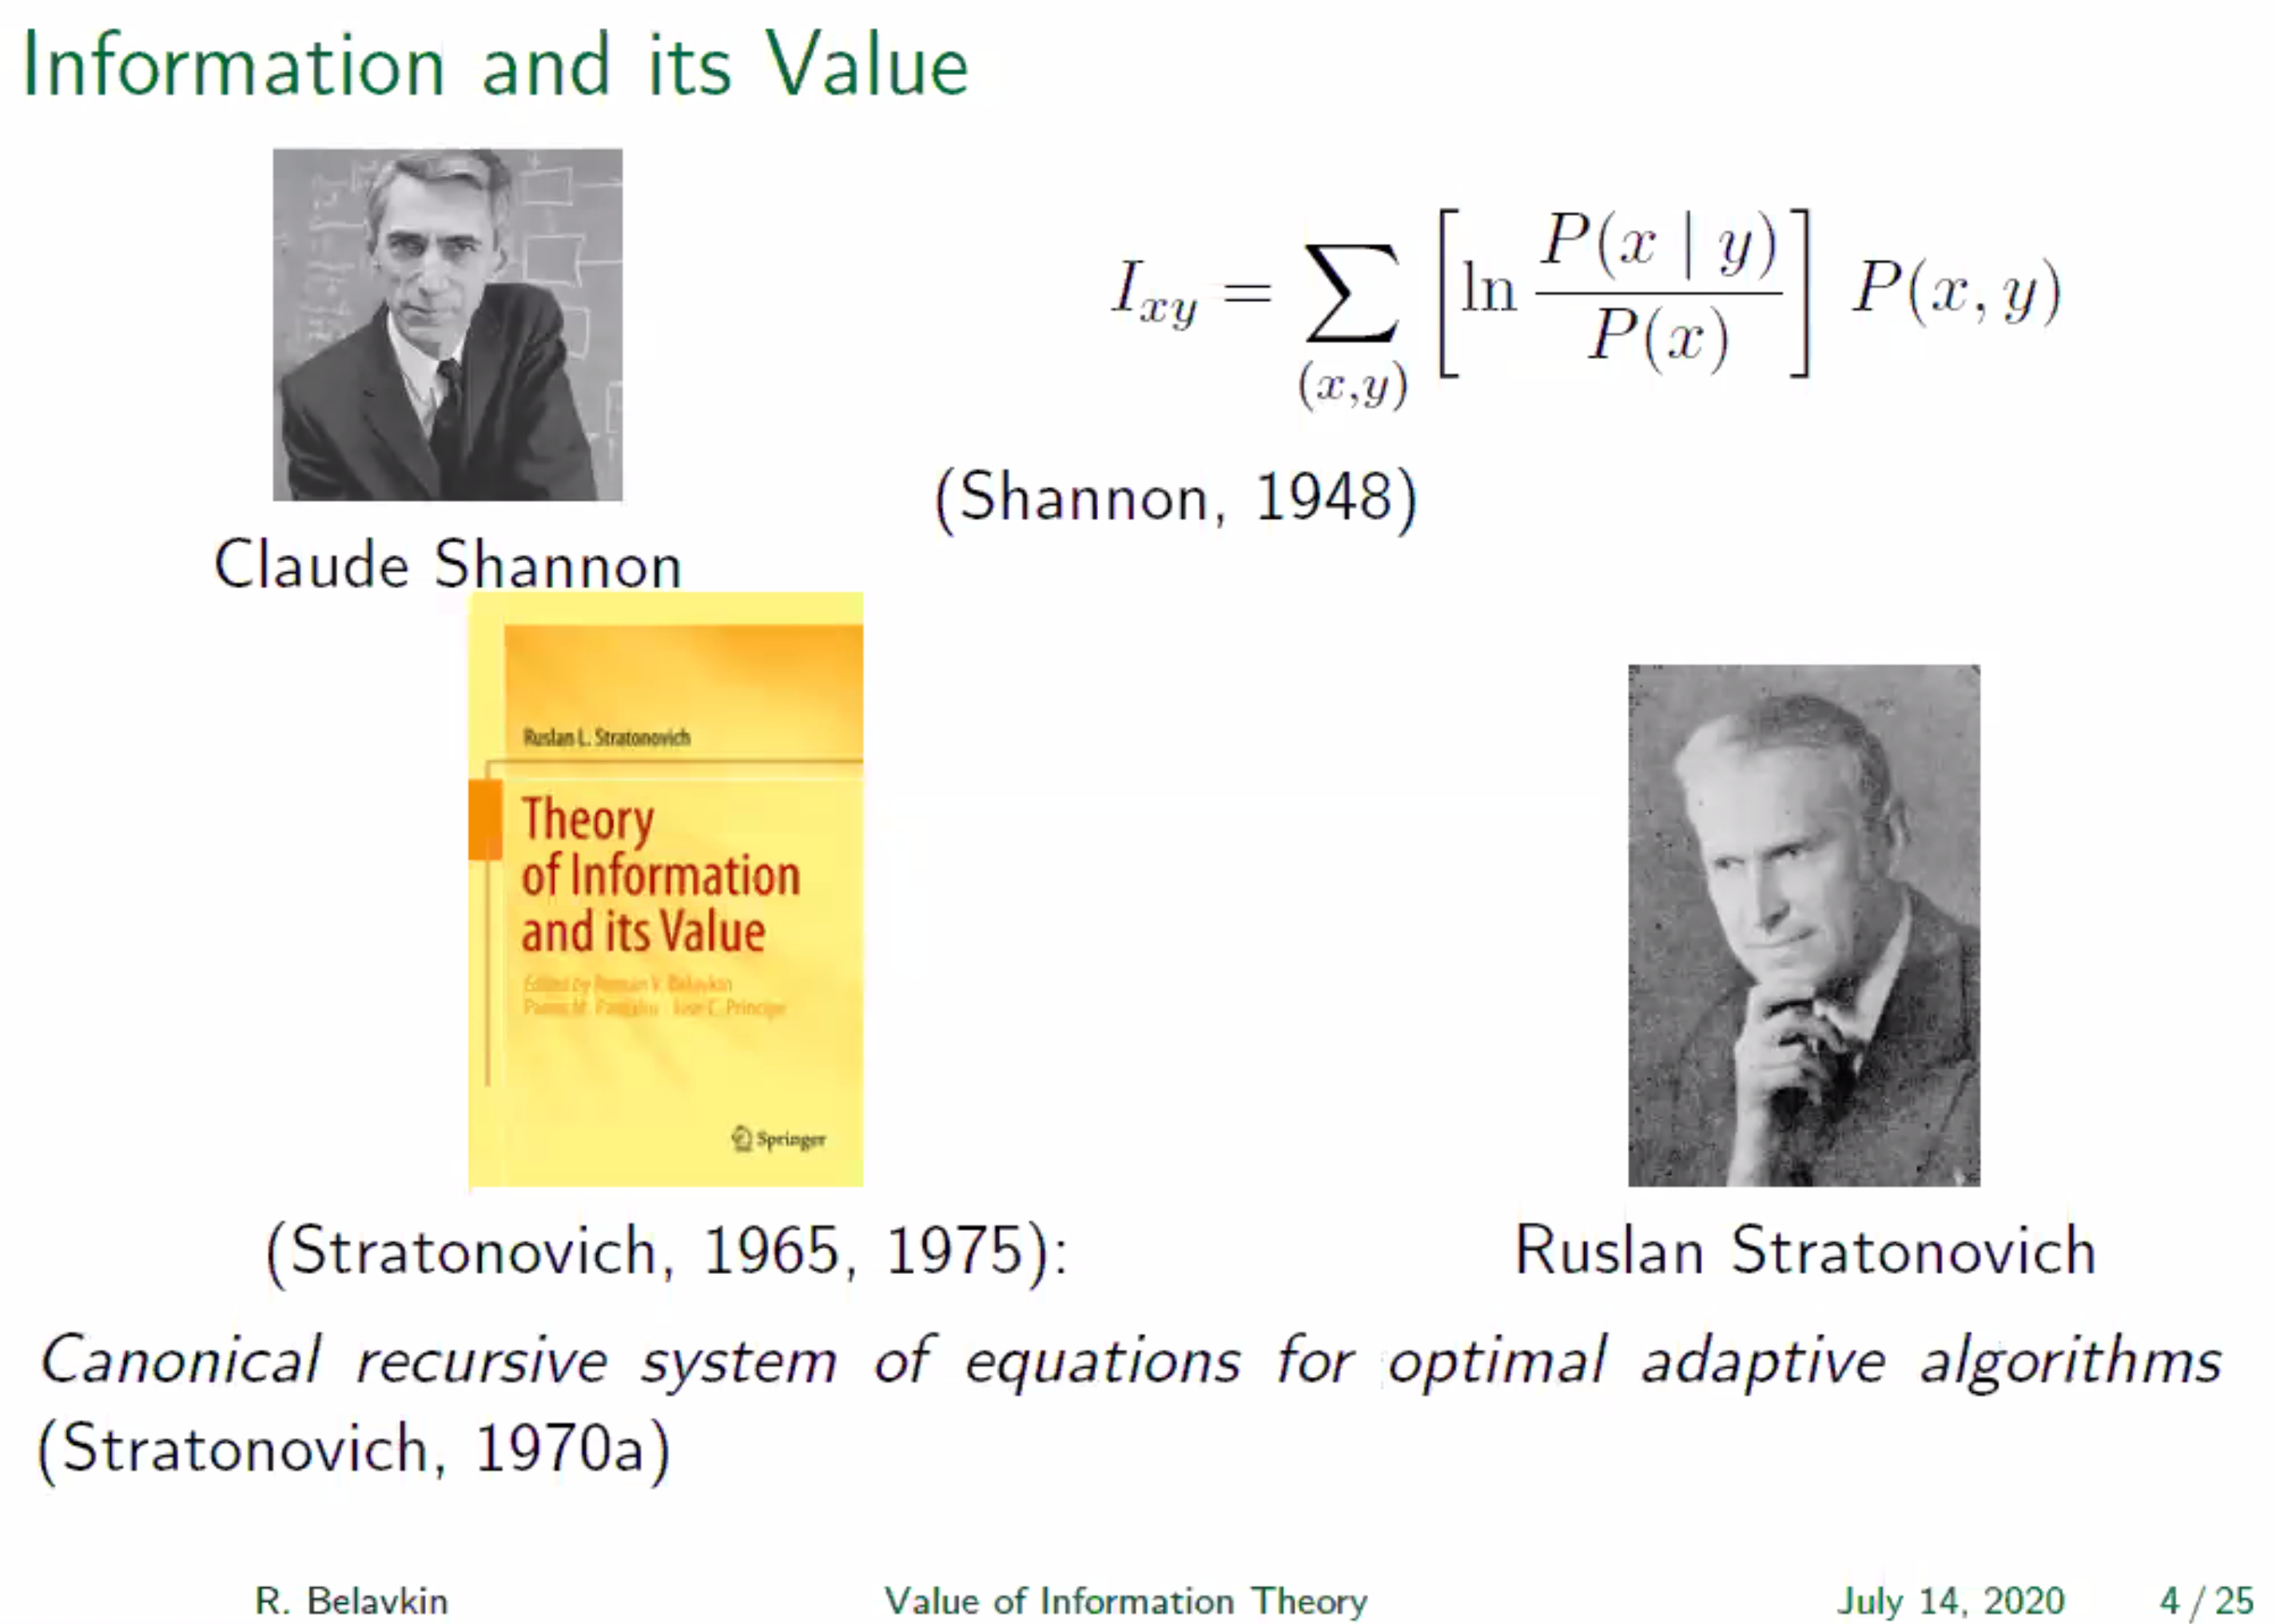 Information and its Value
I_{xy} = \sum_{(x,y)} \left[ \ln \frac{P(x \mid y)}{P(x)} \right] P(x, y)
(Shannon, 1948)
Claude Shannon
Ruslan L. Stratonovich
Theory
of Information
and its Value
Edited by Roman V. Belavkin
Panos M. Pardalos · Jose C. Principe
Springer
(Stratonovich, 1965, 1975):
Ruslan Stratonovich
Canonical recursive system of equations for optimal adaptive algorithms
(Stratonovich, 1970a)
R. Belavkin
Value of Information Theory
July 14, 2020
4 / 25